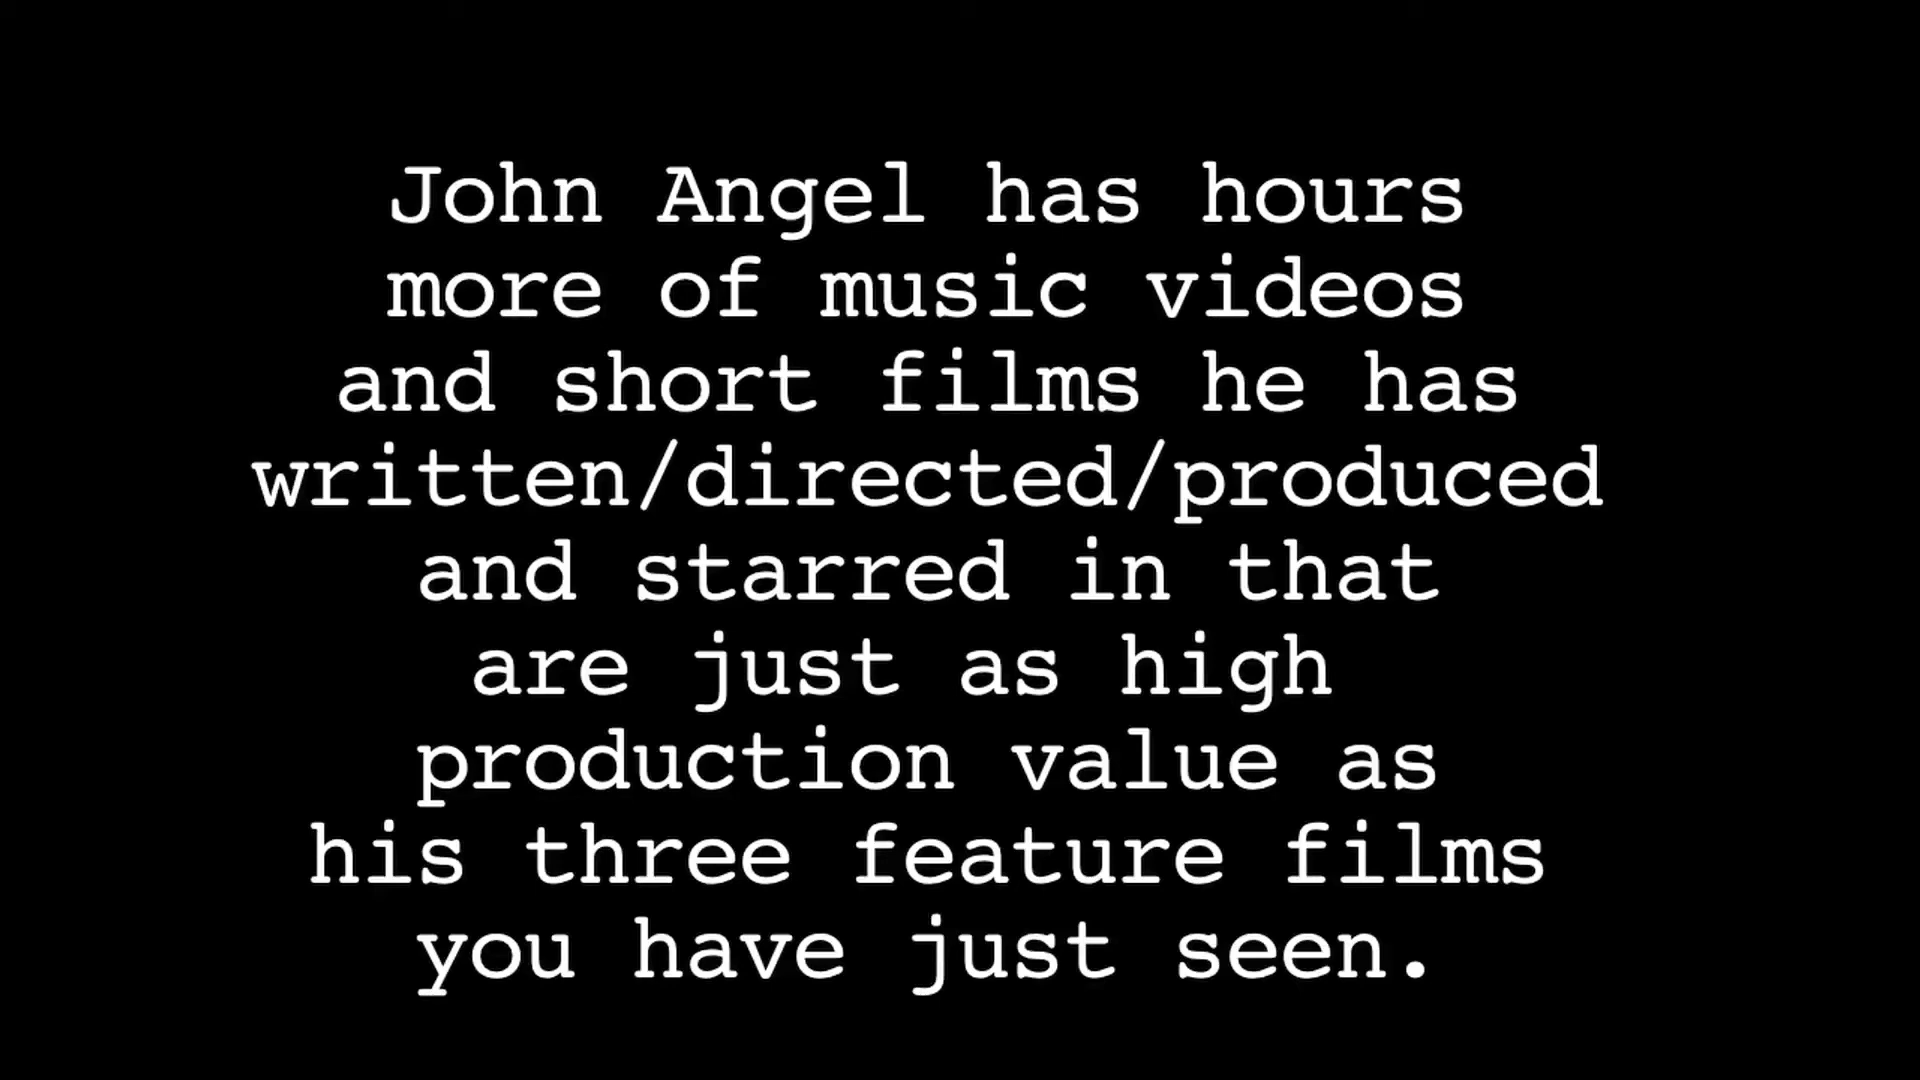 John Angel has hours
more of music videos
and short films he has
written/directed/produced
and starred in that
are just as high
production value as
his three feature films
you have just seen.